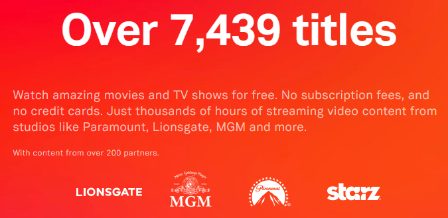 Over 7,439 titles
Watch amazing movies and TV shows for free. No subscription fees, and
no credit cards. Just thousands of hours of streaming video content from
studios like Paramount, Lionsgate, MGM and more.
With content from over 200 partners.
LIONSGATE
MGM
Paramount
starz